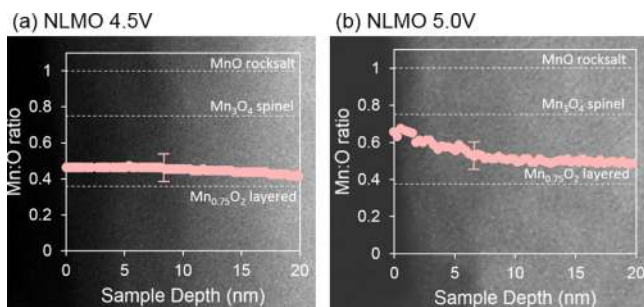 (a) NLMO 4.5V
Mn:O ratio
1
0.8
0.6
0.4
0.2
0
MnO rocksalt
Mn₃O₄ spinel
Mn₀.₇₅O₂ layered
0 5 10 15 20
Sample Depth (nm)
(b) NLMO 5.0V
Mn:O ratio
1
0.8
0.6
0.4
0.2
0
MnO rocksalt
Mn₃O₄ spinel
Mn₀.₇₅O₂ layered
0 5 10 15 20
Sample Depth (nm)